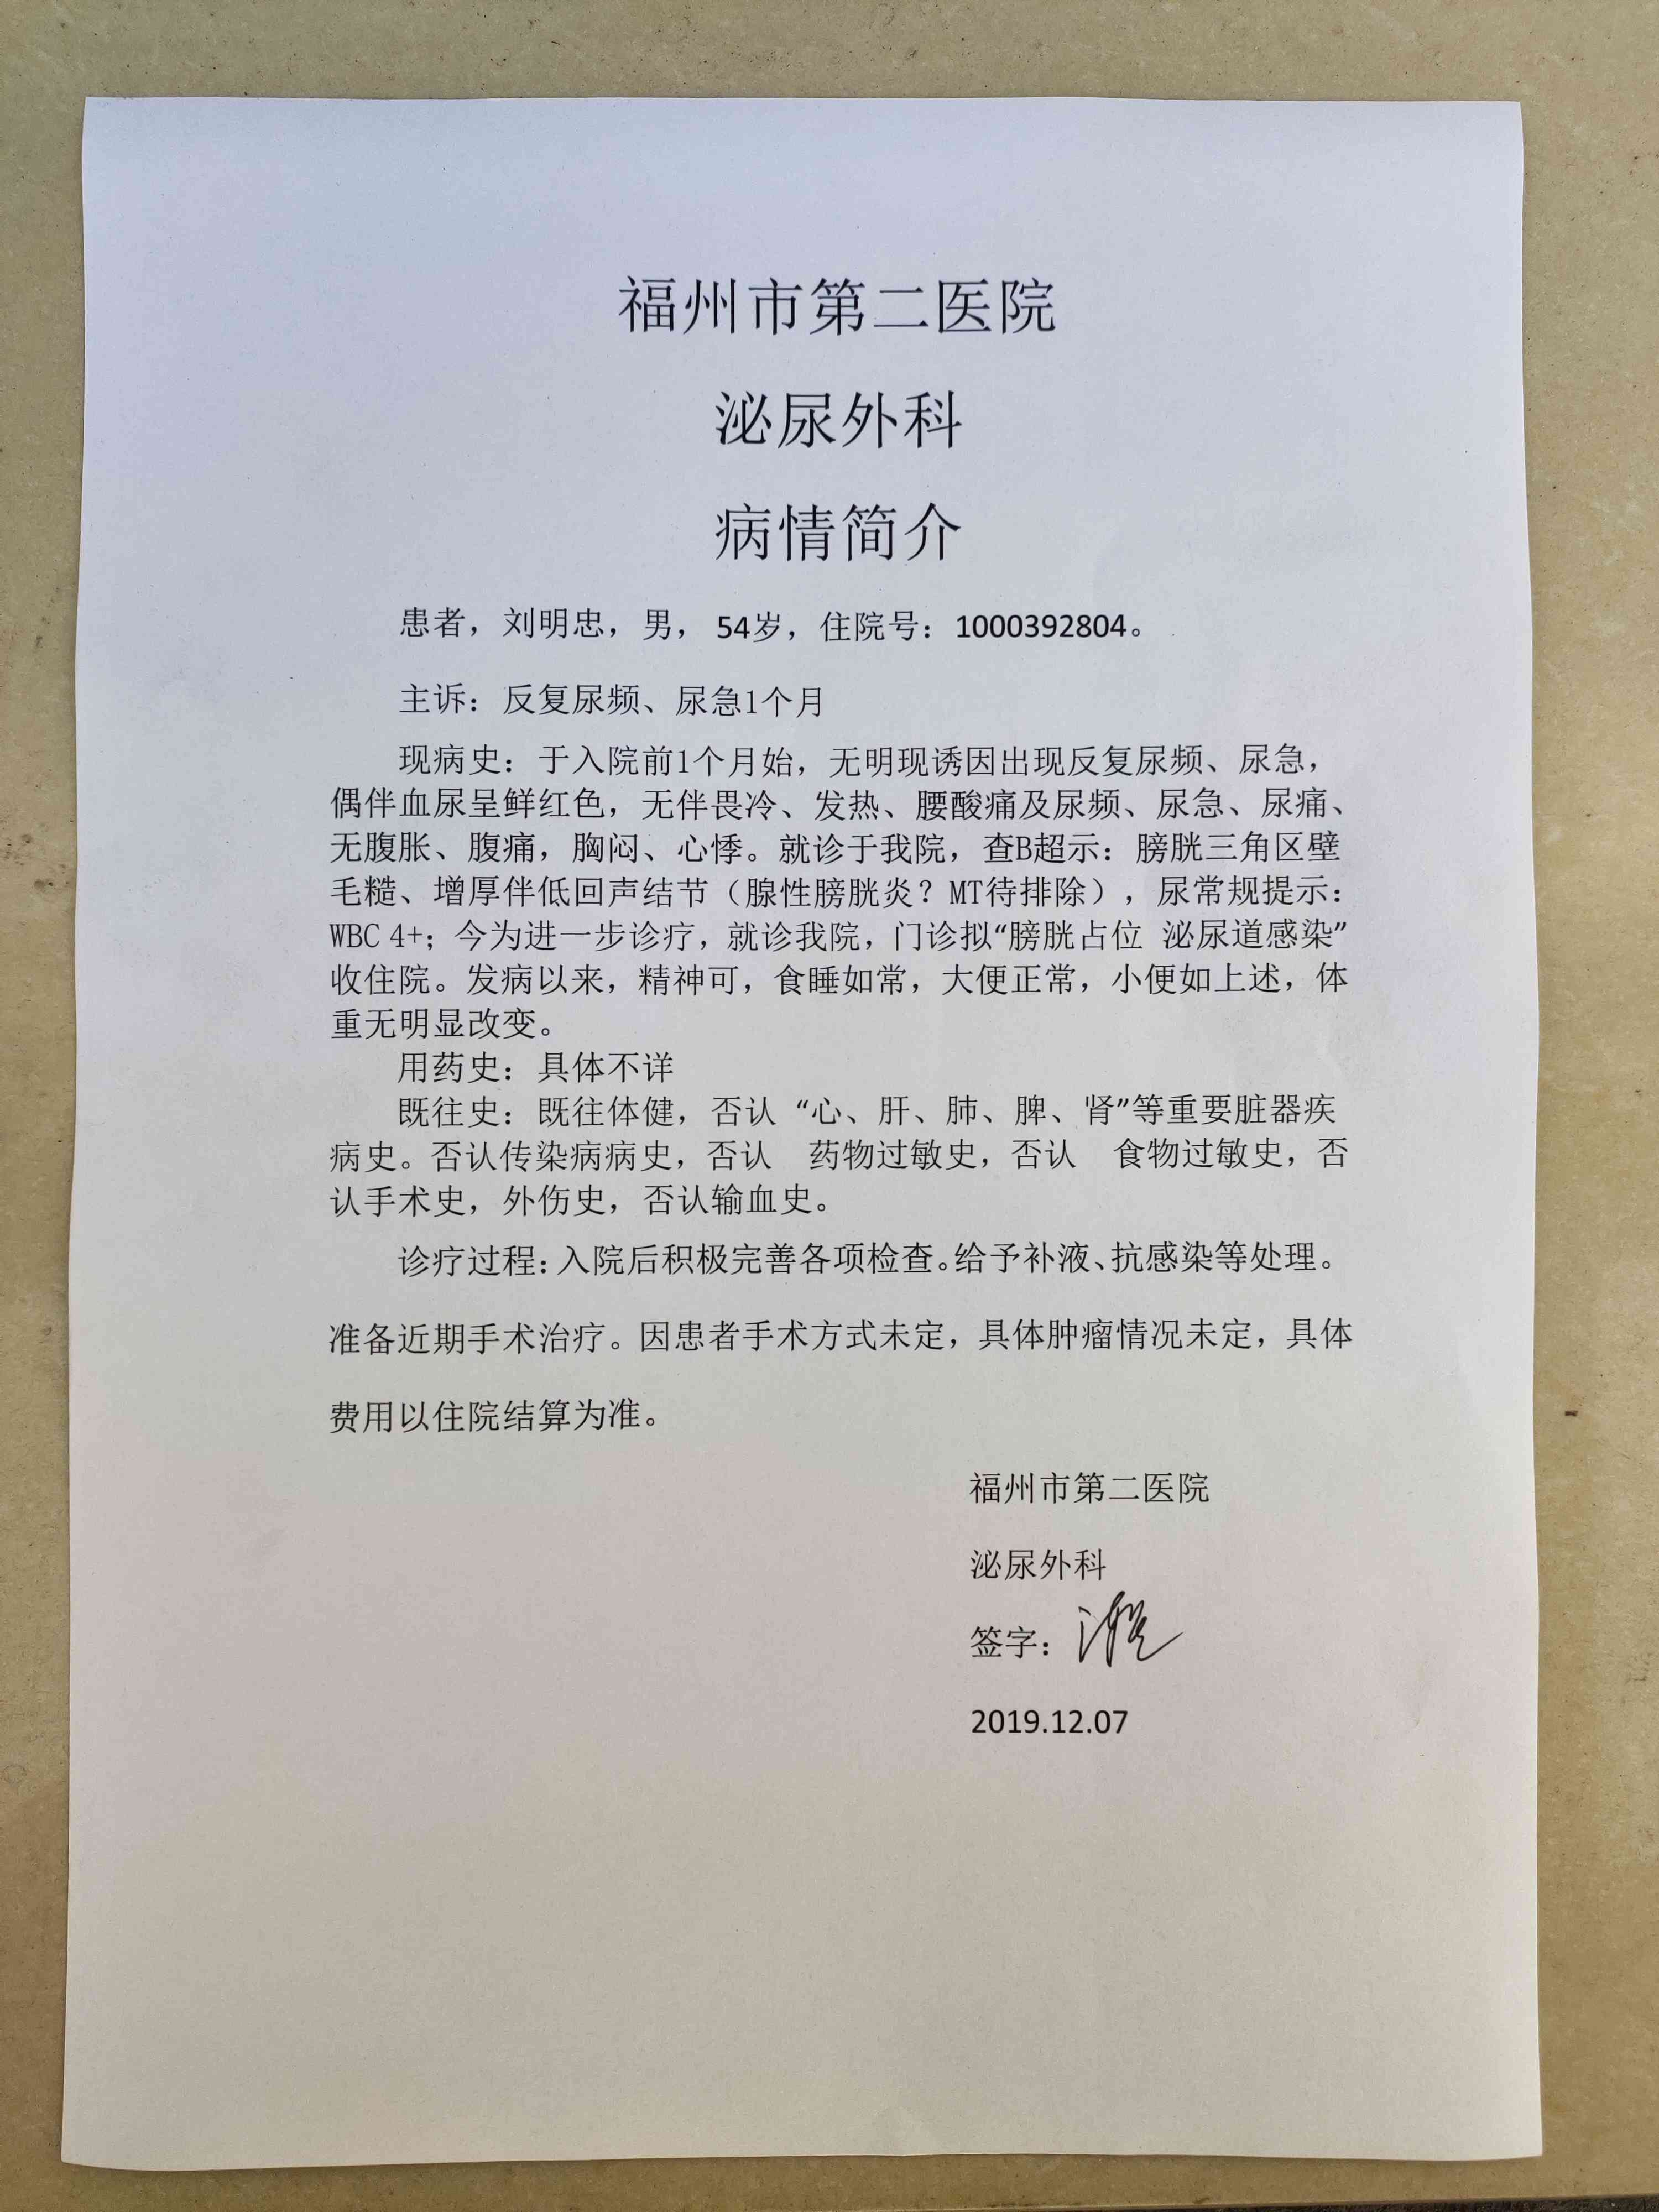 福州市第二医院
泌尿外科
病情简介
患者，刘明忠，男， 54岁，住院号：1000392804。
主诉：反复尿频、尿急1个月
现病史：于入院前1个月始，无明现诱因出现反复尿频、尿急，
偶伴血尿呈鲜红色，无伴畏冷、发热、腰酸痛及尿频、尿急、尿痛、
无腹胀、腹痛，胸闷、心悸。就诊于我院，查B超示：膀胱三角区壁
毛糙、增厚伴低回声结节（腺性膀胱炎？MT待排除），尿常规提示：
WBC 4+；今为进一步诊疗，就诊我院，门诊拟“膀胱占位 泌尿道感染”
收住院。发病以来，精神可，食睡如常，大便正常，小便如上述，体
重无明显改变。
用药史：具体不详
既往史：既往体健，否认 “心、肝、肺、脾、肾”等重要脏器疾
病史。否认传染病病史，否认 药物过敏史，否认 食物过敏史，否
认手术史，外伤史，否认输血史。
诊疗过程：入院后积极完善各项检查。给予补液、抗感染等处理。
准备近期手术治疗。因患者手术方式未定，具体肿瘤情况未定，具体
费用以住院结算为准。
福州市第二医院
泌尿外科
签字：
2019.12.07